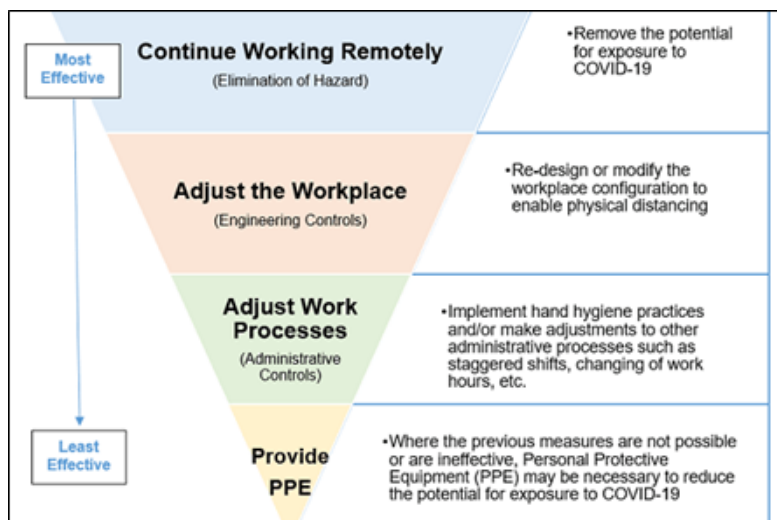 Most
Effective
Continue Working Remotely
(Elimination of Hazard)
•Remove the potential
for exposure to
COVID-19
Adjust the Workplace
(Engineering Controls)
•Re-design or modify the
workplace configuration to
enable physical distancing
Adjust Work
Processes
(Administrative
Controls)
•Implement hand hygiene practices
and/or make adjustments to other
administrative processes such as
staggered shifts, changing of work
hours, etc.
Least
Effective
Provide
PPE
•Where the previous measures are not possible
or are ineffective, Personal Protective
Equipment (PPE) may be necessary to reduce
the potential for exposure to COVID-19